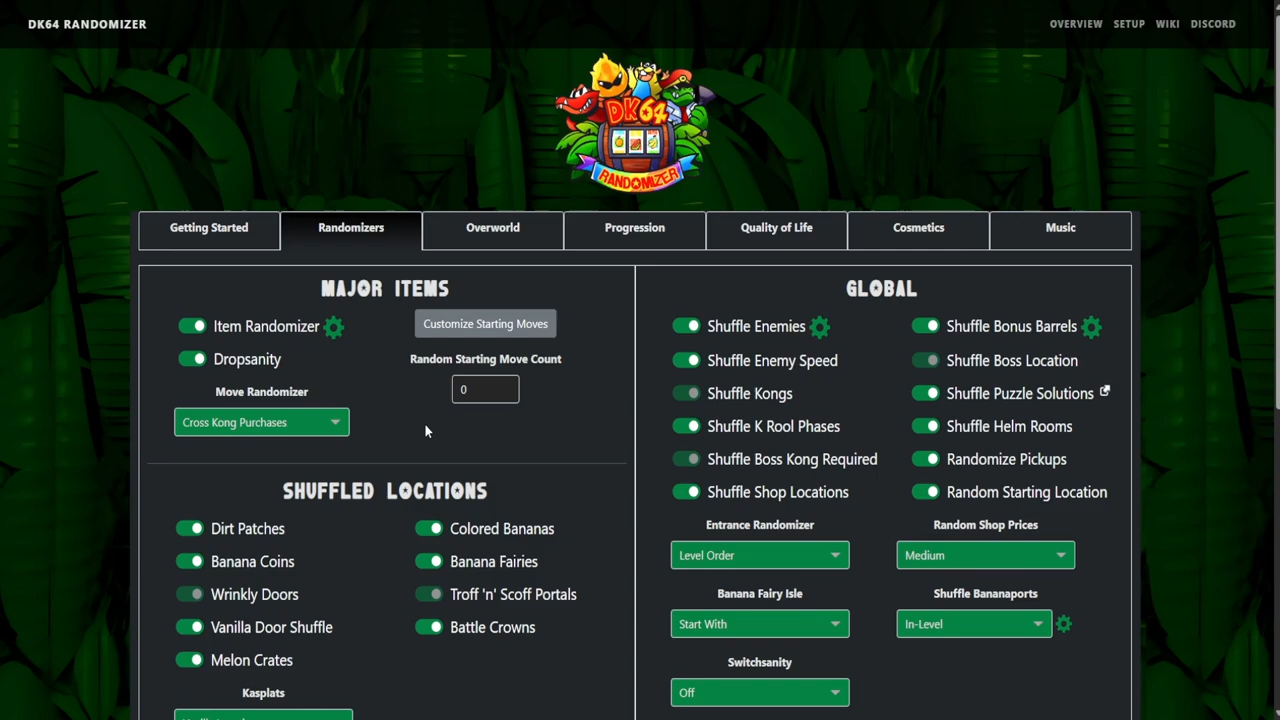 DK64 RANDOMIZER
OVERVIEW SETUP WIKI DISCORD
DK64
RANDOMIZER
Getting Started
Randomizers
Overworld
Progression
Quality of Life
Cosmetics
Music
MAJOR ITEMS
Item Randomizer
Customize Starting Moves
Dropsanity
Random Starting Move Count
0
Move Randomizer
Cross Kong Purchases
SHUFFLED LOCATIONS
Dirt Patches
Colored Bananas
Banana Coins
Banana Fairies
Wrinkly Doors
Troff 'n' Scoff Portals
Vanilla Door Shuffle
Battle Crowns
Melon Crates
Kasplats
GLOBAL
Shuffle Enemies
Shuffle Bonus Barrels
Shuffle Enemy Speed
Shuffle Boss Location
Shuffle Kongs
Shuffle Puzzle Solutions
Shuffle K Rool Phases
Shuffle Helm Rooms
Shuffle Boss Kong Required
Randomize Pickups
Shuffle Shop Locations
Random Starting Location
Entrance Randomizer
Level Order
Random Shop Prices
Medium
Banana Fairy Isle
Start With
Shuffle Bananaports
In-Level
Switchsanity
Off